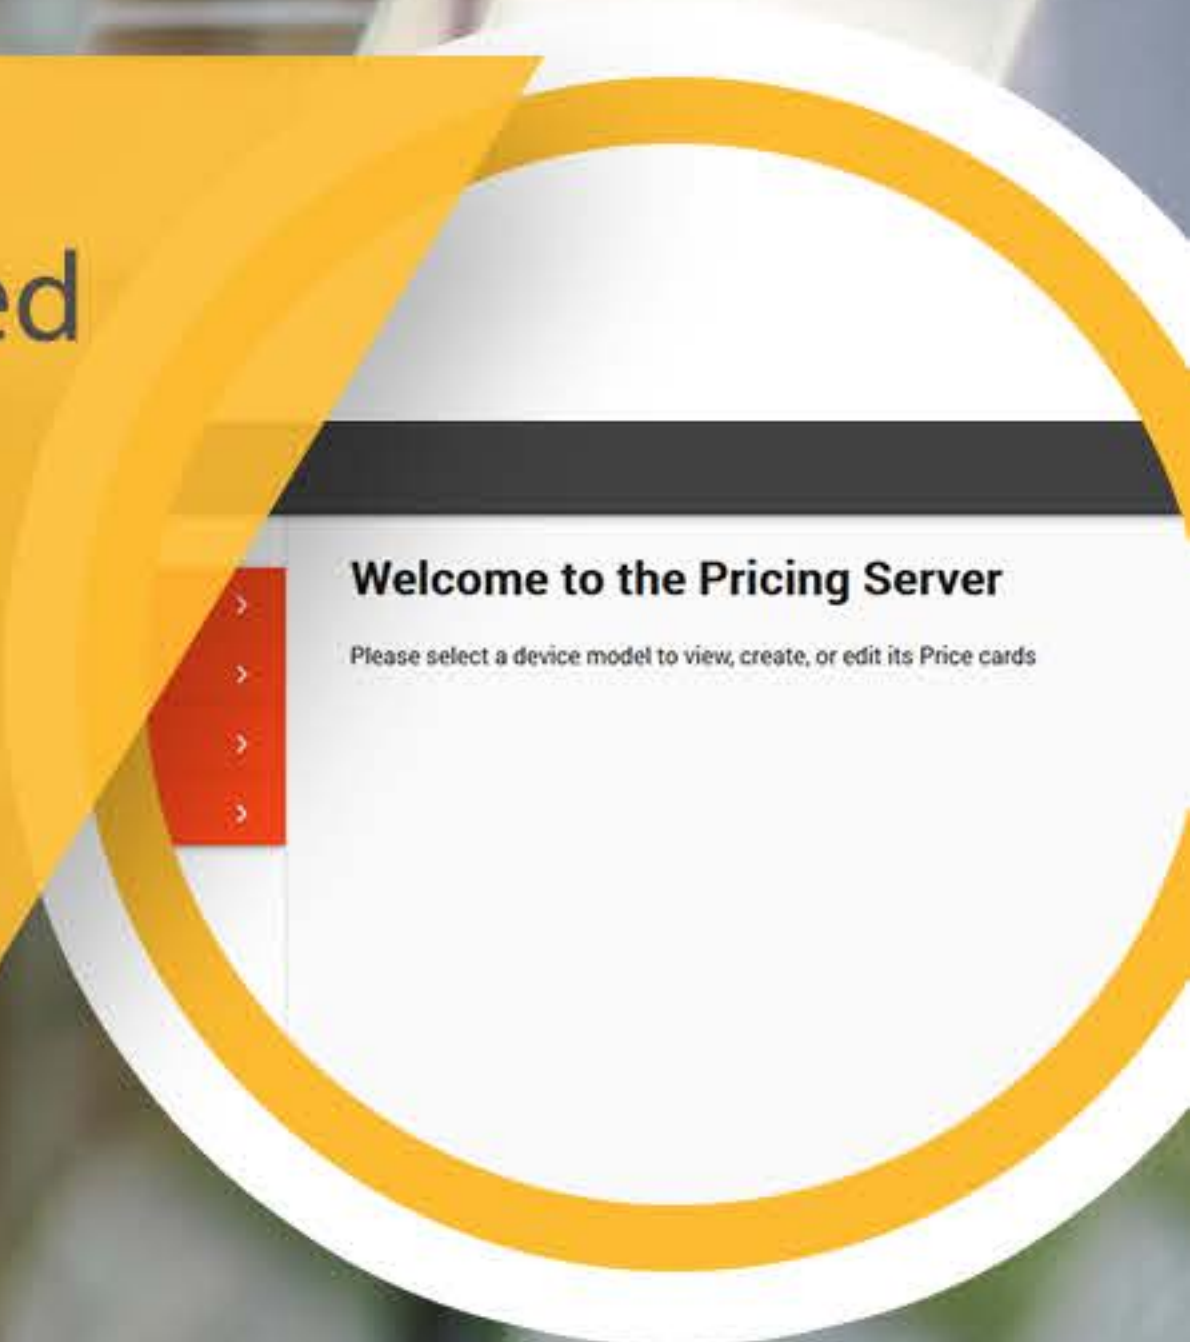 ed
Welcome to the Pricing Server
Please select a device model to view, create, or edit its Price cards